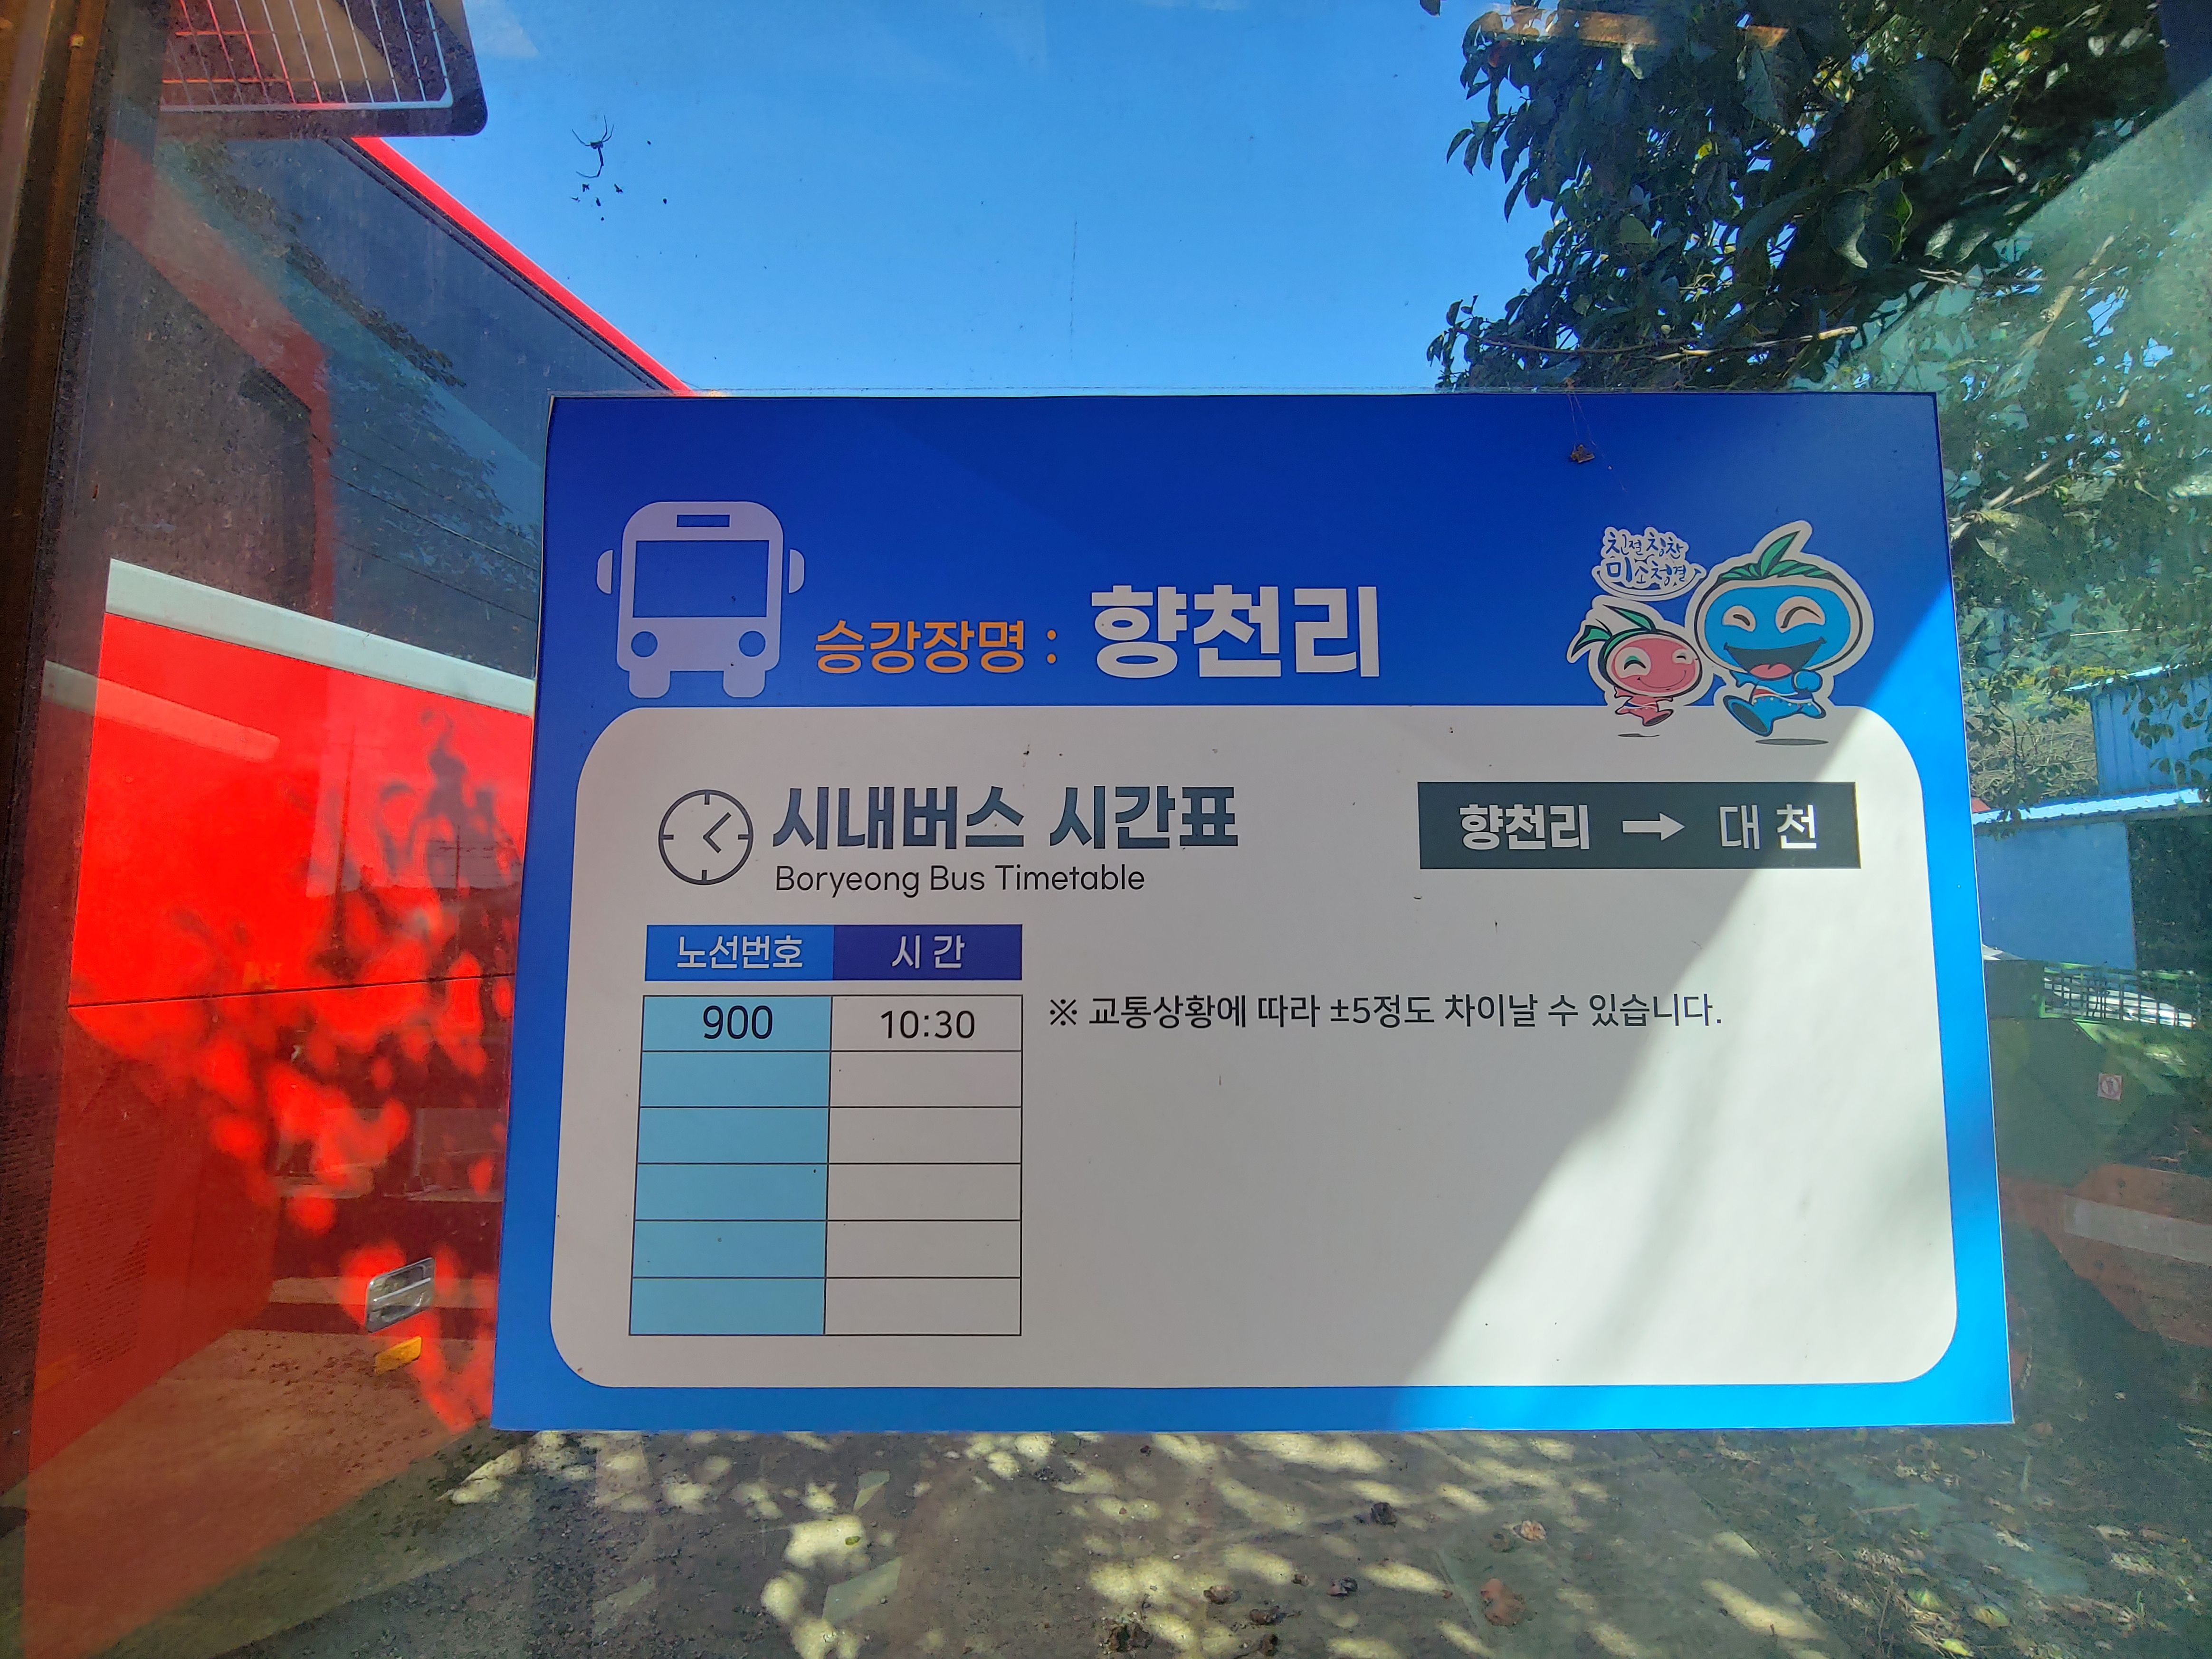 친절칭찬
미소청결
승강장명 : 향천리
시내버스 시간표
Boryeong Bus Timetable
향천리 → 대 천
노선번호 시 간
900 10:30
※ 교통상황에 따라 ±5정도 차이날 수 있습니다.